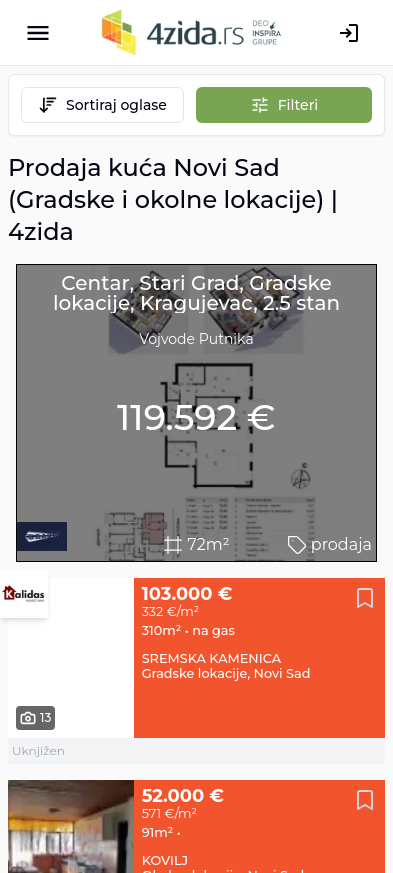 4zida.rs
DEO
INSPIRA
GRUPE
Sortiraj oglase
Filteri
Prodaja kuća Novi Sad
(Gradske i okolne lokacije) |
4zida
Centar, Stari Grad, Gradske
lokacije, Kragujevac, 2.5 stan
Vojvode Putnika
119.592 €
72m²
prodaja
Kalidas
103.000 €
332 €/m²
310m² • na gas
SREMSKA KAMENICA
Gradske lokacije, Novi Sad
13
Uknjižen
52.000 €
571 €/m²
91m² •
KOVILJ